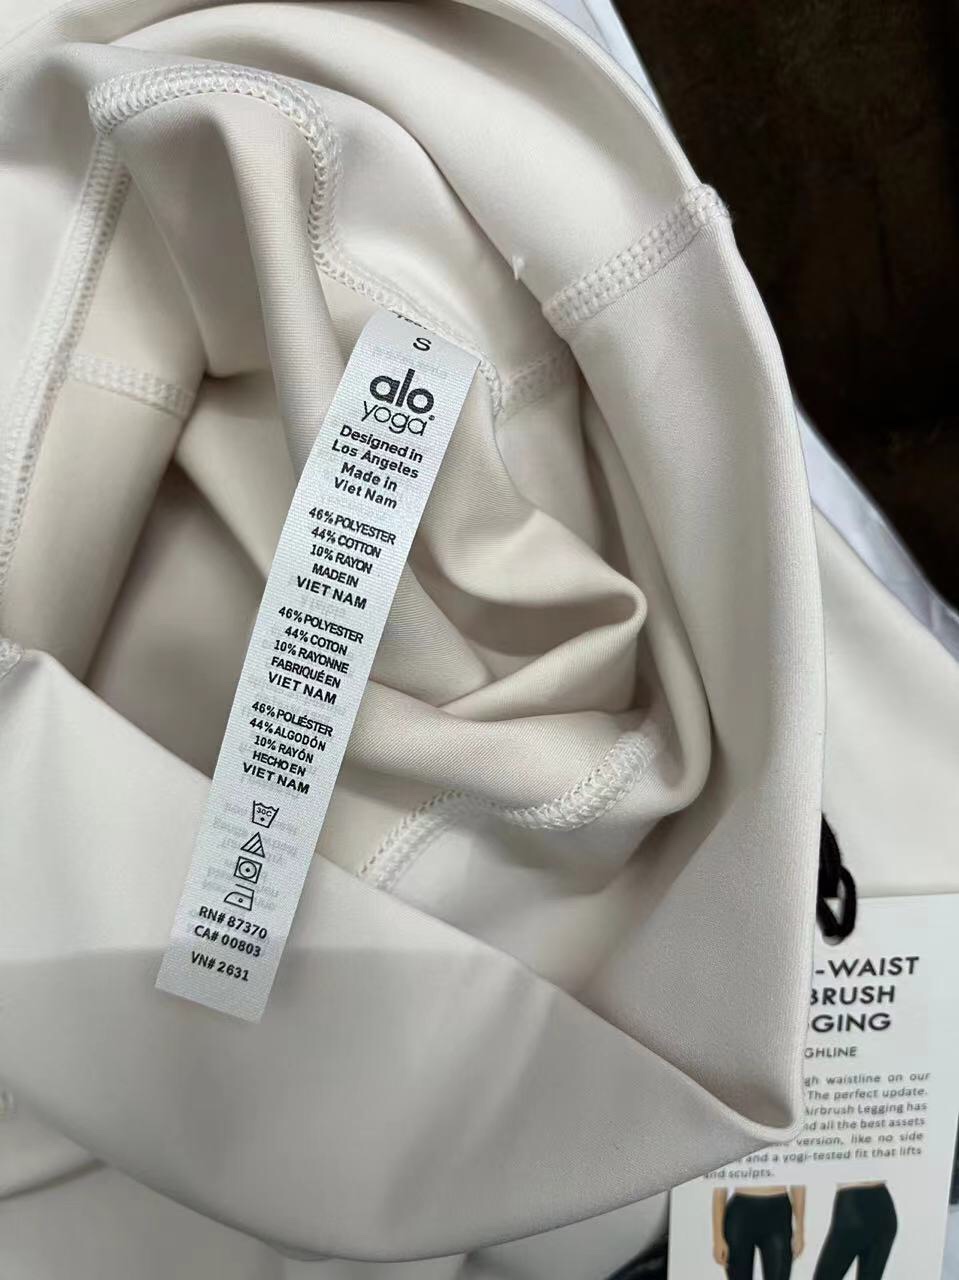 S
alo
yoga®
Designed in
Los Angeles
Made in
Viet Nam
46% POLYESTER
44% COTTON
10% RAYON
MADE IN
VIET NAM
46% POLYESTER
44% COTON
10% RAYONNE
FABRIQUÉ EN
VIET NAM
46% POLIÉSTER
44% ALGODÓN
10% RAYÓN
HECHO EN
VIET NAM
30C
RN# 87370
CA# 00803
VN# 2631
-WAIST
BRUSH
GING
GHLINE
gh waistline on our
The perfect update.
Airbrush Legging has
nd all the best assets
version, like no side
and a yogi-tested fit that lifts
and sculpts.